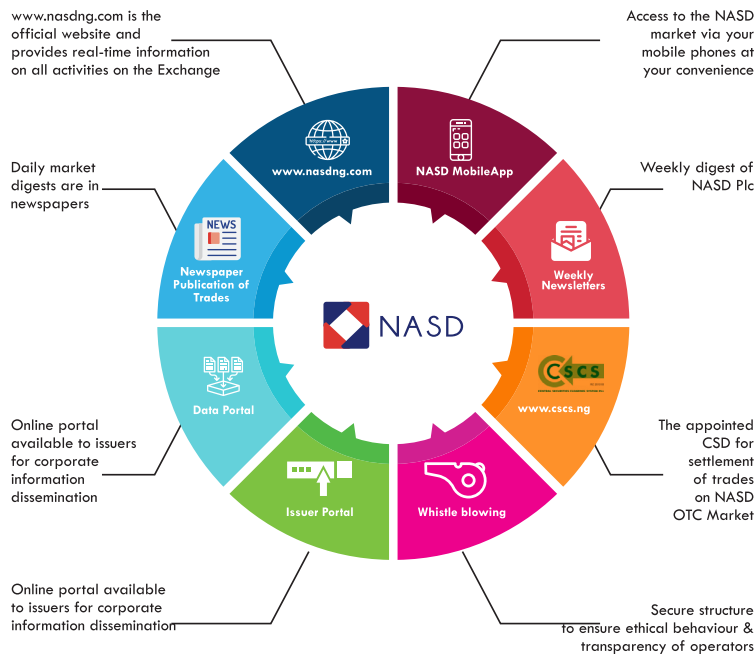 www.nasdng.com is the
official website and
provides real-time information
on all activities on the Exchange
Access to the NASD
market via your
mobile phones at
your convenience
https://www
www.nasdng.com
NASD MobileApp
Daily market
digests are in
newspapers
NEWS
Newspaper
Publication of
Trades
Weekly
Newsletters
Weekly digest of
NASD Plc
NASD
Data Portal
CSCS
www.cscs.ng
Online portal
available to issuers
for corporate
information
dissemination
The appointed
CSD for
settlement
of trades
on NASD
OTC Market
Issuer Portal
Whistle blowing
Online portal available
to issuers for corporate
information dissemination
Secure structure
to ensure ethical behaviour &
transparency of operators